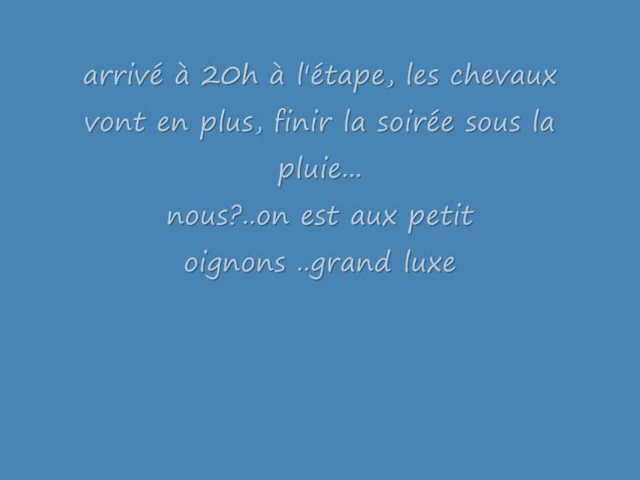 arrivé à 20h à l'étape, les chevaux
vont en plus, finir la soirée sous la
pluie...
nous?..on est aux petit
oignons ..grand luxe